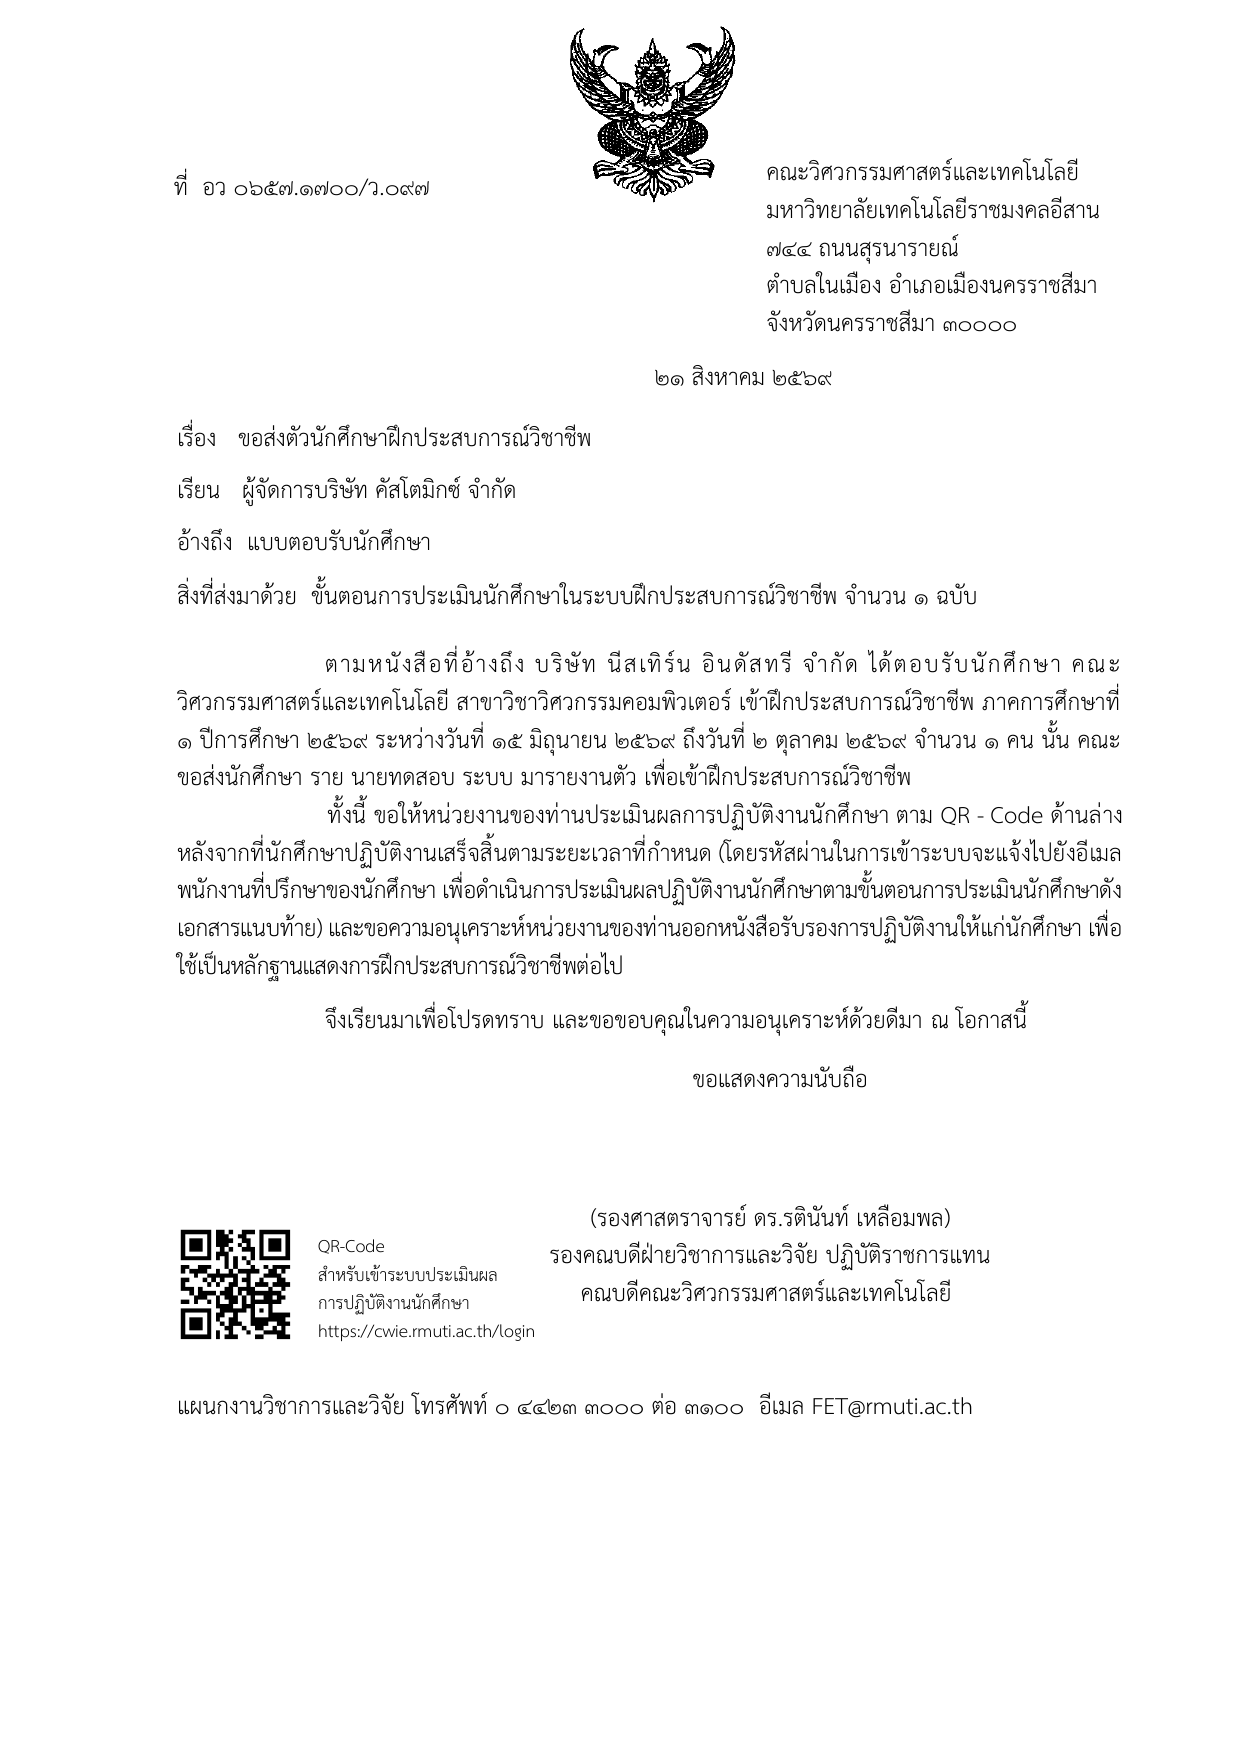 ที่ อว ๐๖๕๗.๑๗๐๐/ว.๐๙๗
คณะวิศวกรรมศาสตร์และเทคโนโลยี
มหาวิทยาลัยเทคโนโลยีราชมงคลอีสาน
๗๔๔ ถนนสุรนารายณ์
ตำบลในเมือง อำเภอเมืองนครราชสีมา
จังหวัดนครราชสีมา ๓๐๐๐๐
๒๑ สิงหาคม ๒๕๖๙
เรื่อง ขอส่งตัวนักศึกษาฝึกประสบการณ์วิชาชีพ
เรียน ผู้จัดการบริษัท คัสโตมิกซ์ จำกัด
อ้างถึง แบบตอบรับนักศึกษา
สิ่งที่ส่งมาด้วย ขั้นตอนการประเมินนักศึกษาในระบบฝึกประสบการณ์วิชาชีพ จำนวน ๑ ฉบับ
ตามหนังสือที่อ้างถึง บริษัท นีสเทิร์น อินดัสทรี จำกัด ได้ตอบรับนักศึกษา คณะ
วิศวกรรมศาสตร์และเทคโนโลยี สาขาวิชาวิศวกรรมคอมพิวเตอร์ เข้าฝึกประสบการณ์วิชาชีพ ภาคการศึกษาที่
๑ ปีการศึกษา ๒๕๖๙ ระหว่างวันที่ ๑๕ มิถุนายน ๒๕๖๙ ถึงวันที่ ๒ ตุลาคม ๒๕๖๙ จำนวน ๑ คน นั้น คณะ
ขอส่งนักศึกษา ราย นายทดสอบ ระบบ มารายงานตัว เพื่อเข้าฝึกประสบการณ์วิชาชีพ
ทั้งนี้ ขอให้หน่วยงานของท่านประเมินผลการปฏิบัติงานนักศึกษา ตาม QR - Code ด้านล่าง
หลังจากที่นักศึกษาปฏิบัติงานเสร็จสิ้นตามระยะเวลาที่กำหนด (โดยรหัสผ่านในการเข้าระบบจะแจ้งไปยังอีเมล
พนักงานที่ปรึกษาของนักศึกษา เพื่อดำเนินการประเมินผลปฏิบัติงานนักศึกษาตามขั้นตอนการประเมินนักศึกษาดัง
เอกสารแนบท้าย) และขอความอนุเคราะห์หน่วยงานของท่านออกหนังสือรับรองการปฏิบัติงานให้แก่นักศึกษา เพื่อ
ใช้เป็นหลักฐานแสดงการฝึกประสบการณ์วิชาชีพต่อไป
จึงเรียนมาเพื่อโปรดทราบ และขอขอบคุณในความอนุเคราะห์ด้วยดีมา ณ โอกาสนี้
ขอแสดงความนับถือ
(รองศาสตราจารย์ ดร.รตินันท์ เหลือมพล)
รองคณบดีฝ่ายวิชาการและวิจัย ปฏิบัติราชการแทน
คณบดีคณะวิศวกรรมศาสตร์และเทคโนโลยี
QR-Code
สำหรับเข้าระบบประเมินผล
การปฏิบัติงานนักศึกษา
https://cwie.rmuti.ac.th/login
แผนกงานวิชาการและวิจัย โทรศัพท์ ๐ ๔๔๒๓ ๓๐๐๐ ต่อ ๓๑๐๐ อีเมล FET@rmuti.ac.th